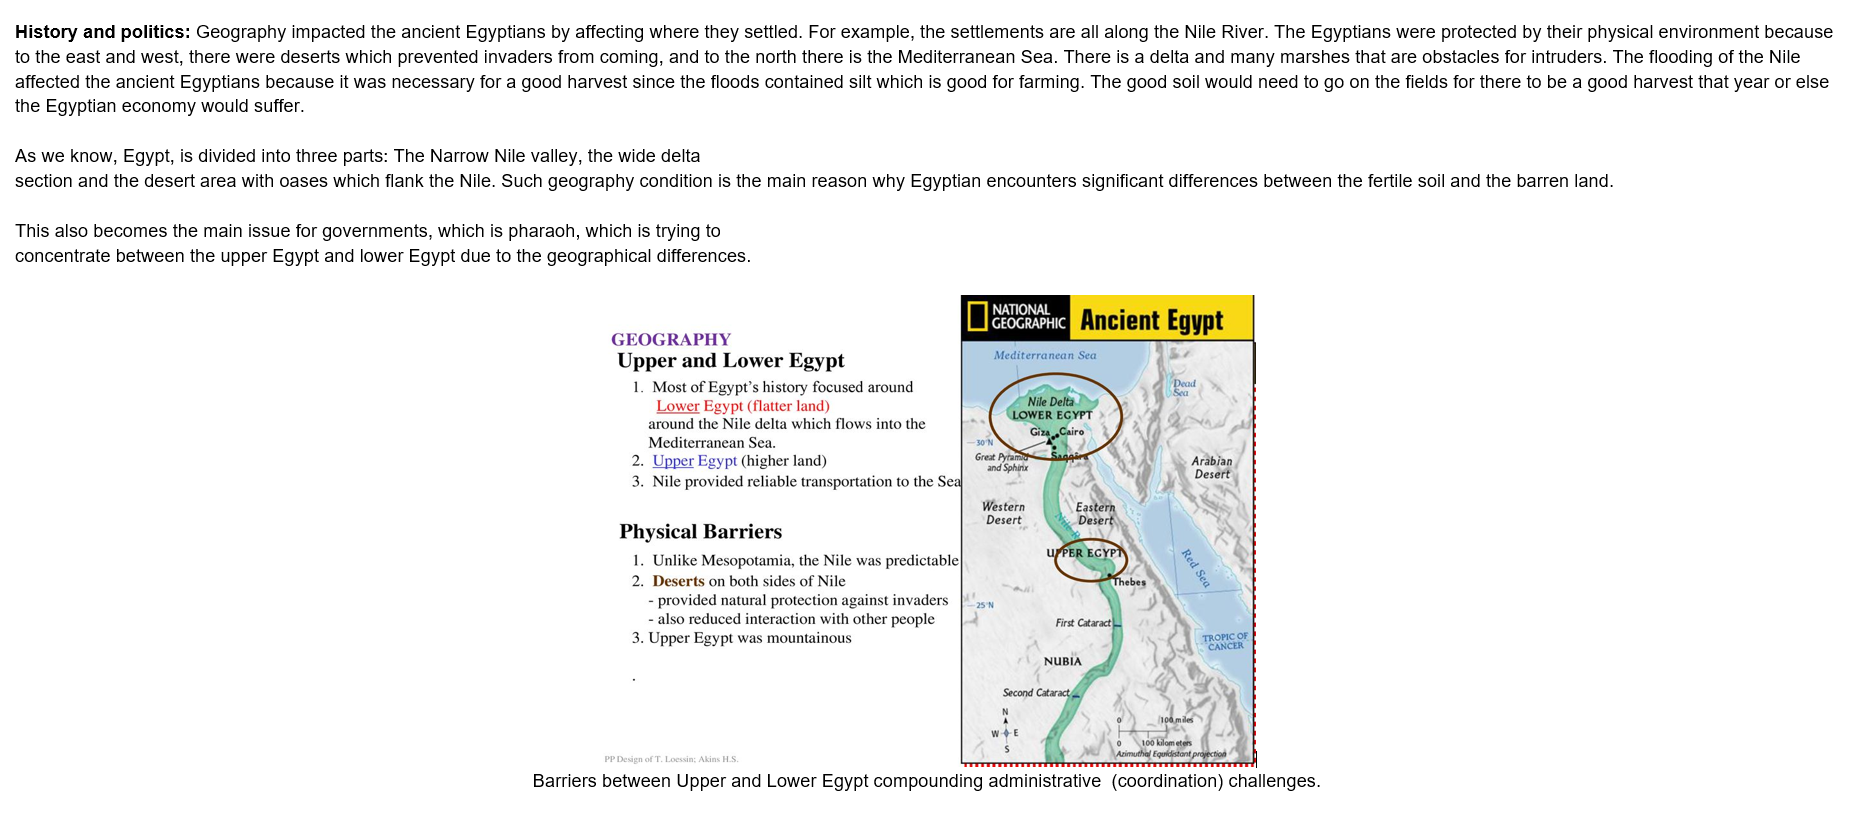 History and politics: Geography impacted the ancient Egyptians by affecting where they settled. For example, the settlements are all along the Nile River. The Egyptians were protected by their physical environment because
to the east and west, there were deserts which prevented invaders from coming, and to the north there is the Mediterranean Sea. There is a delta and many marshes that are obstacles for intruders. The flooding of the Nile
affected the ancient Egyptians because it was necessary for a good harvest since the floods contained silt which is good for farming. The good soil would need to go on the fields for there to be a good harvest that year or else
the Egyptian economy would suffer.
As we know, Egypt, is divided into three parts: The Narrow Nile valley, the wide delta
section and the desert area with oases which flank the Nile. Such geography condition is the main reason why Egyptian encounters significant differences between the fertile soil and the barren land.
This also becomes the main issue for governments, which is pharaoh, which is trying to
concentrate between the upper Egypt and lower Egypt due to the geographical differences.
GEOGRAPHY
Upper and Lower Egypt
1. Most of Egypt's history focused around
Lower Egypt (flatter land)
around the Nile delta which flows into the
Mediterranean Sea.
2. Upper Egypt (higher land)
3. Nile provided reliable transportation to the Sea
Physical Barriers
1. Unlike Mesopotamia, the Nile was predictable
2. Deserts on both sides of Nile
- provided natural protection against invaders
- also reduced interaction with other people
3. Upper Egypt was mountainous
.
PP Design of T. Loessin; Akins H.S.
NATIONAL
GEOGRAPHIC
Ancient Egypt
Mediterranean Sea
Dead
Sea
Nile Delta
LOWER EGYPT
Giza Cairo
30°N
Great Pyramid
and Sphinx
Saqqara
Arabian
Desert
Western
Desert
Eastern
Desert
Nile R.
UPPER EGYPT
Red Sea
Thebes
25°N
First Cataract
TROPIC OF
CANCER
NUBIA
Second Cataract
N
W E
S
0 100 miles
0 100 kilometers
Azimuthal Equidistant projection
Barriers between Upper and Lower Egypt compounding administrative (coordination) challenges.